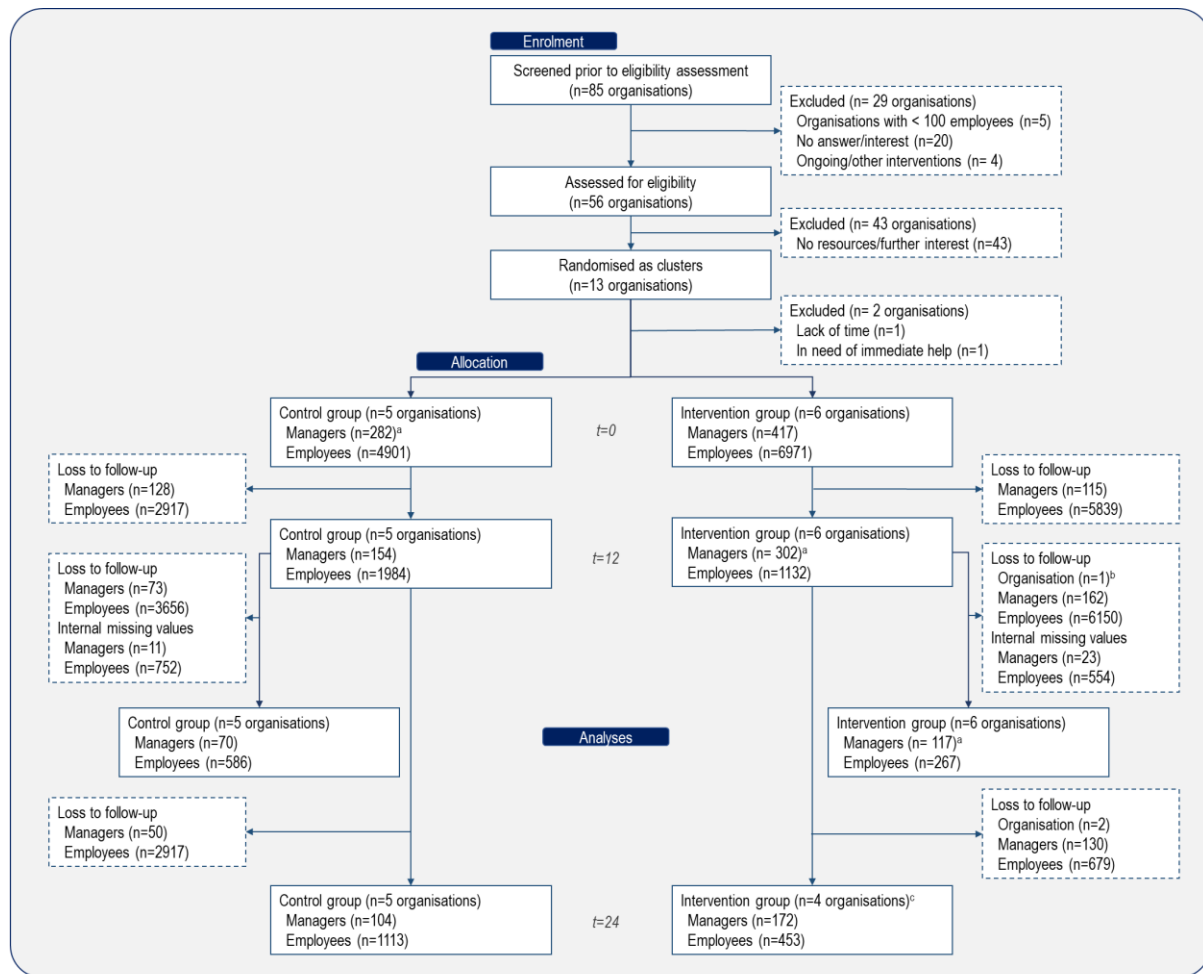 Enrolment
Screened prior to eligibility assessment
(n=85 organisations)
Excluded (n= 29 organisations)
Organisations with < 100 employees (n=5)
No answer/interest (n=20)
Ongoing/other interventions (n= 4)
Assessed for eligibility
(n=56 organisations)
Excluded (n= 43 organisations)
No resources/further interest (n=43)
Randomised as clusters
(n=13 organisations)
Excluded (n= 2 organisations)
Lack of time (n=1)
In need of immediate help (n=1)
Allocation
Control group (n=5 organisations)
Managers (n=282)ᵃ
Employees (n=4901)
t=0
Intervention group (n=6 organisations)
Managers (n=417)
Employees (n=6971)
Loss to follow-up
Managers (n=128)
Employees (n=2917)
Loss to follow-up
Managers (n=115)
Employees (n=5839)
Control group (n=5 organisations)
Managers (n=154)
Employees (n=1984)
t=12
Intervention group (n=6 organisations)
Managers (n= 302)ᵃ
Employees (n=1132)
Loss to follow-up
Managers (n=73)
Employees (n=3656)
Internal missing values
Managers (n=11)
Employees (n=752)
Loss to follow-up
Organisation (n=1)ᵇ
Managers (n=162)
Employees (n=6150)
Internal missing values
Managers (n=23)
Employees (n=554)
Control group (n=5 organisations)
Managers (n=70)
Employees (n=586)
Analyses
Intervention group (n=6 organisations)
Managers (n= 117)ᵃ
Employees (n=267)
Loss to follow-up
Managers (n=50)
Employees (n=2917)
Loss to follow-up
Organisation (n=2)
Managers (n=130)
Employees (n=679)
Control group (n=5 organisations)
Managers (n=104)
Employees (n=1113)
t=24
Intervention group (n=4 organisations)ᶜ
Managers (n=172)
Employees (n=453)